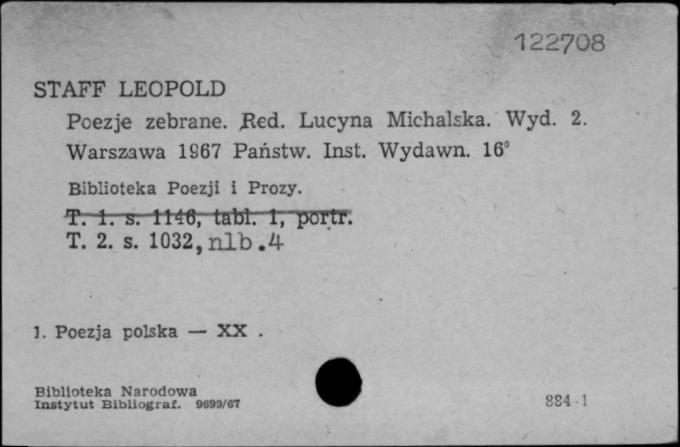 122708
STAFF LEOPOLD
Poezje zebrane. Red. Lucyna Michalska. Wyd. 2.
Warszawa 1967 Państw. Inst. Wydawn. 16°
Biblioteka Poezji i Prozy.
T. 1. s. 1146, tabl. 1, portr.
T. 2. s. 1032, nlb.4
1. Poezja polska — XX .
Biblioteka Narodowa
Instytut Bibliograf. 9699/67
884-1